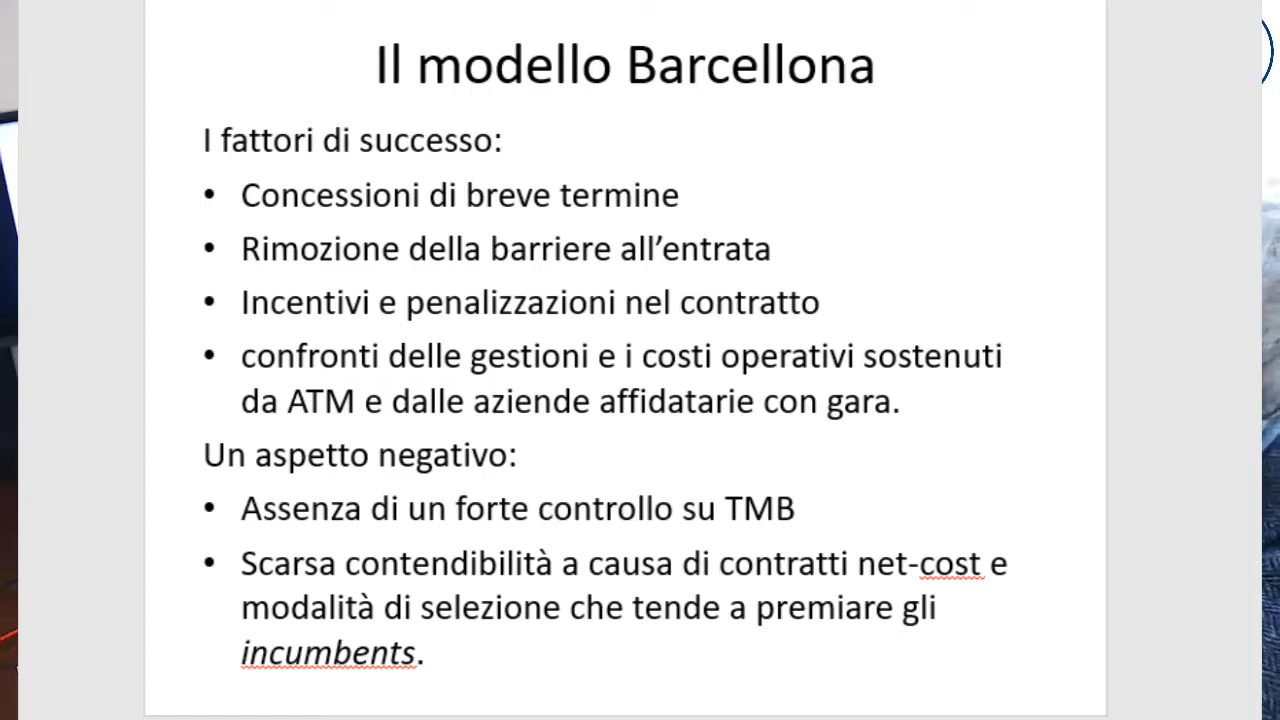 Il modello Barcellona
I fattori di successo:
• Concessioni di breve termine
• Rimozione della barriere all’entrata
• Incentivi e penalizzazioni nel contratto
• confronti delle gestioni e i costi operativi sostenuti
da ATM e dalle aziende affidatarie con gara.
Un aspetto negativo:
• Assenza di un forte controllo su TMB
• Scarsa contendibilità a causa di contratti net-cost e
modalità di selezione che tende a premiare gli
incumbents.